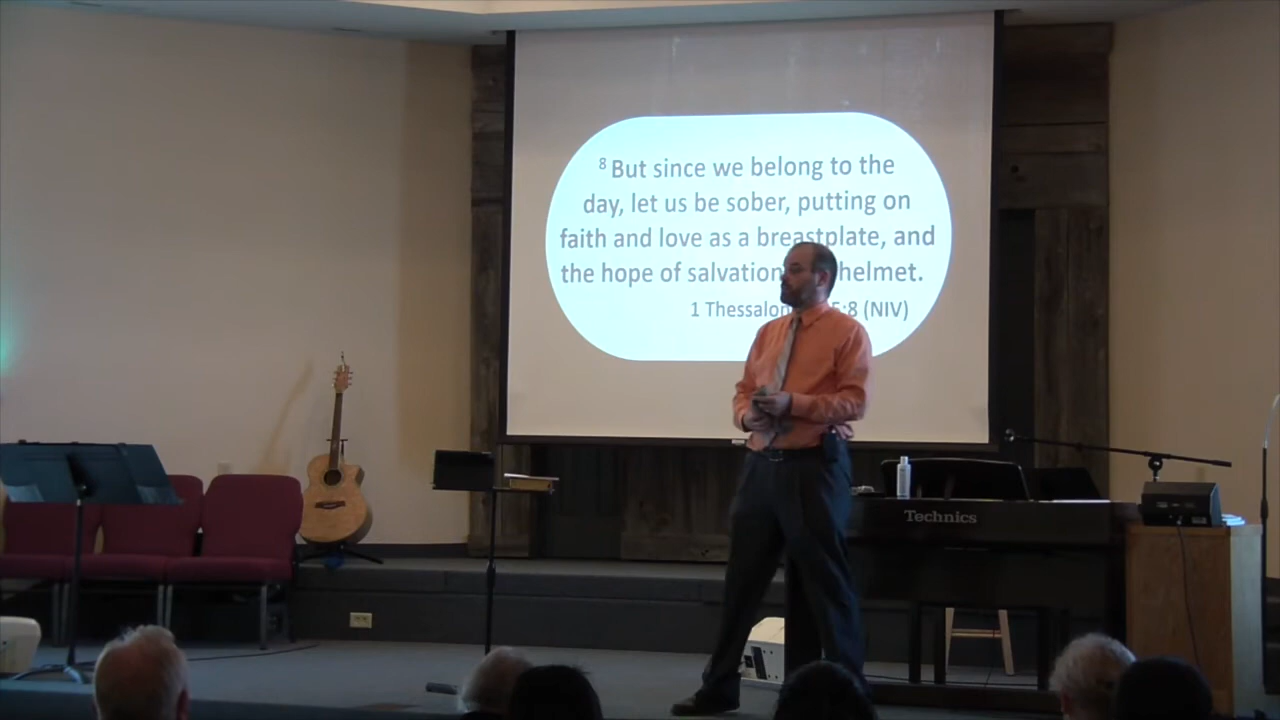 8 But since we belong to the
day, let us be sober, putting on
faith and love as a breastplate, and
the hope of salvation helmet.
1 Thessalon 5:8 (NIV)
Technics